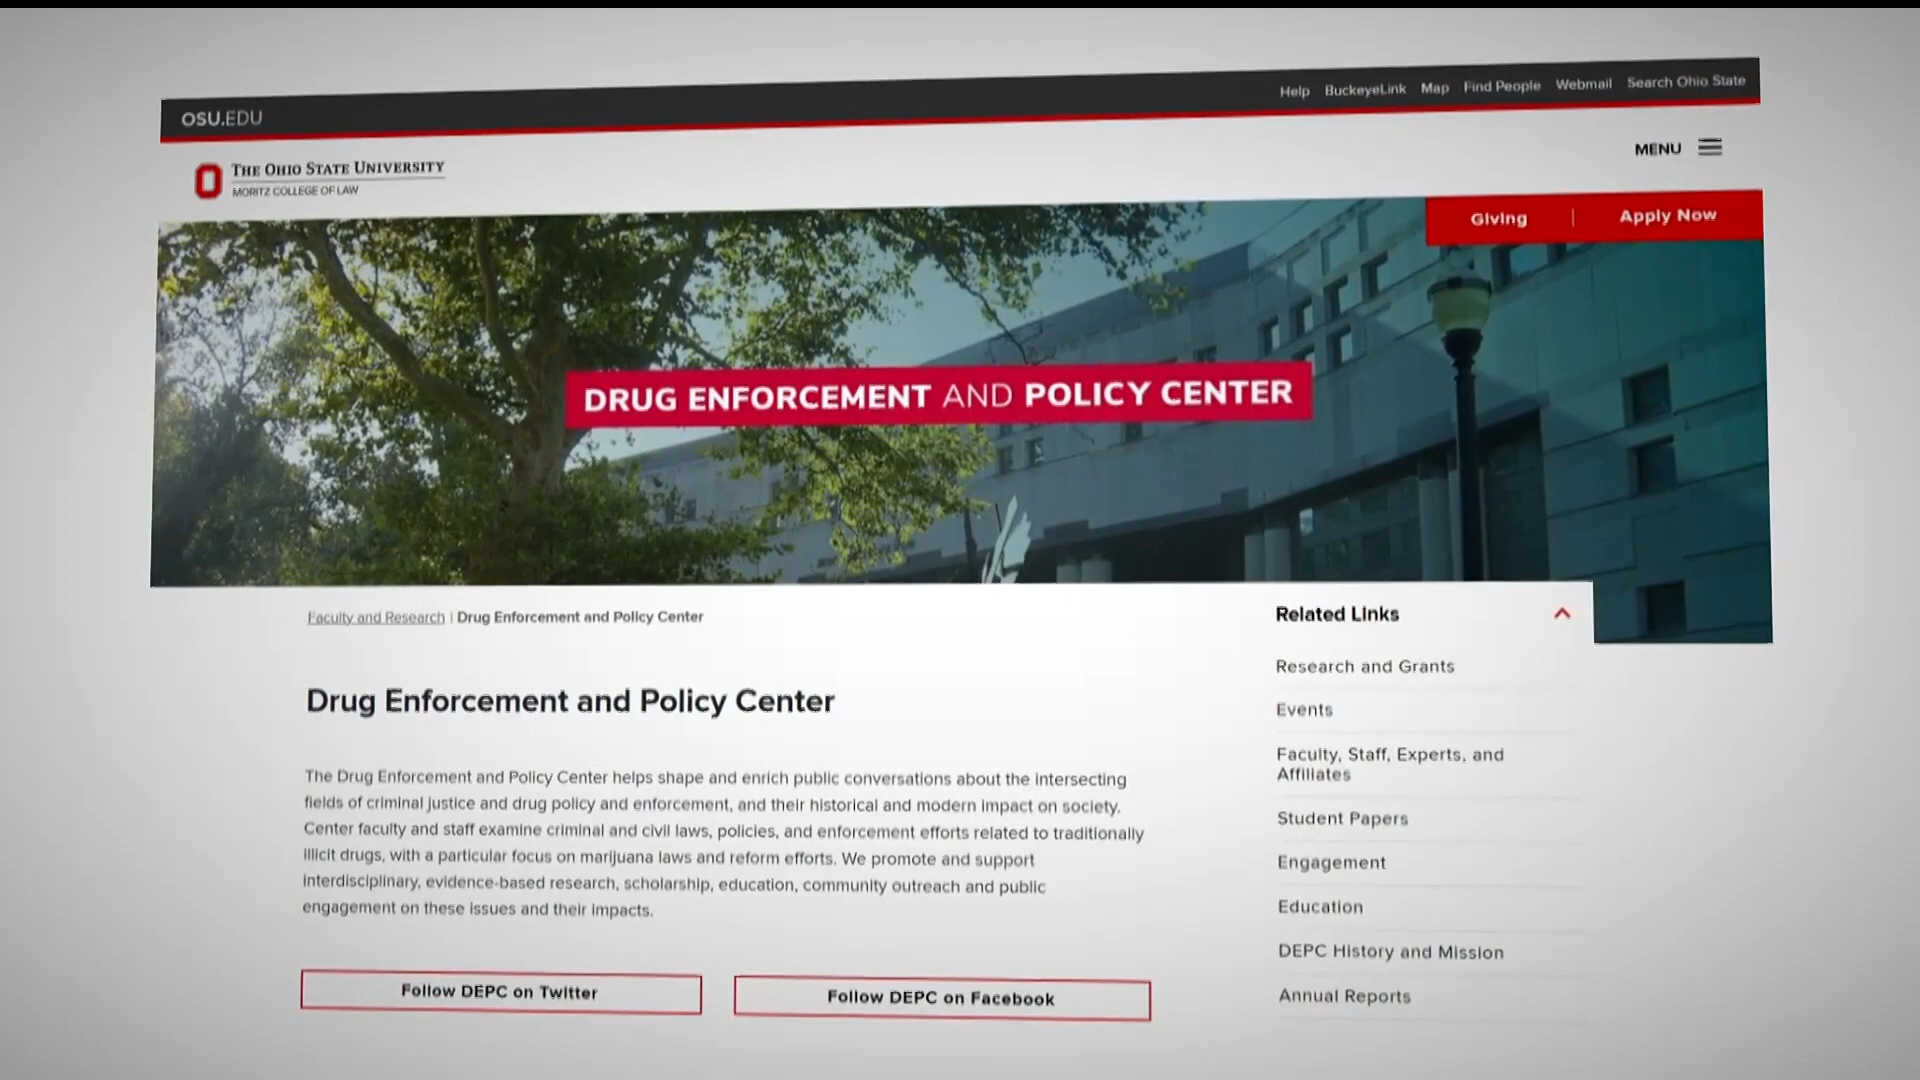 OSU.EDU
Help BuckeyeLink Map Find People Webmail Search Ohio State
THE OHIO STATE UNIVERSITY
MORITZ COLLEGE OF LAW
MENU
Giving | Apply Now
DRUG ENFORCEMENT AND POLICY CENTER
Faculty and Research | Drug Enforcement and Policy Center
Drug Enforcement and Policy Center
The Drug Enforcement and Policy Center helps shape and enrich public conversations about the intersecting
fields of criminal justice and drug policy and enforcement, and their historical and modern impact on society.
Center faculty and staff examine criminal and civil laws, policies, and enforcement efforts related to traditionally
illicit drugs, with a particular focus on marijuana laws and reform efforts. We promote and support
interdisciplinary, evidence-based research, scholarship, education, community outreach and public
engagement on these issues and their impacts.
Follow DEPC on Twitter
Follow DEPC on Facebook
Related Links
Research and Grants
Events
Faculty, Staff, Experts, and
Affiliates
Student Papers
Engagement
Education
DEPC History and Mission
Annual Reports